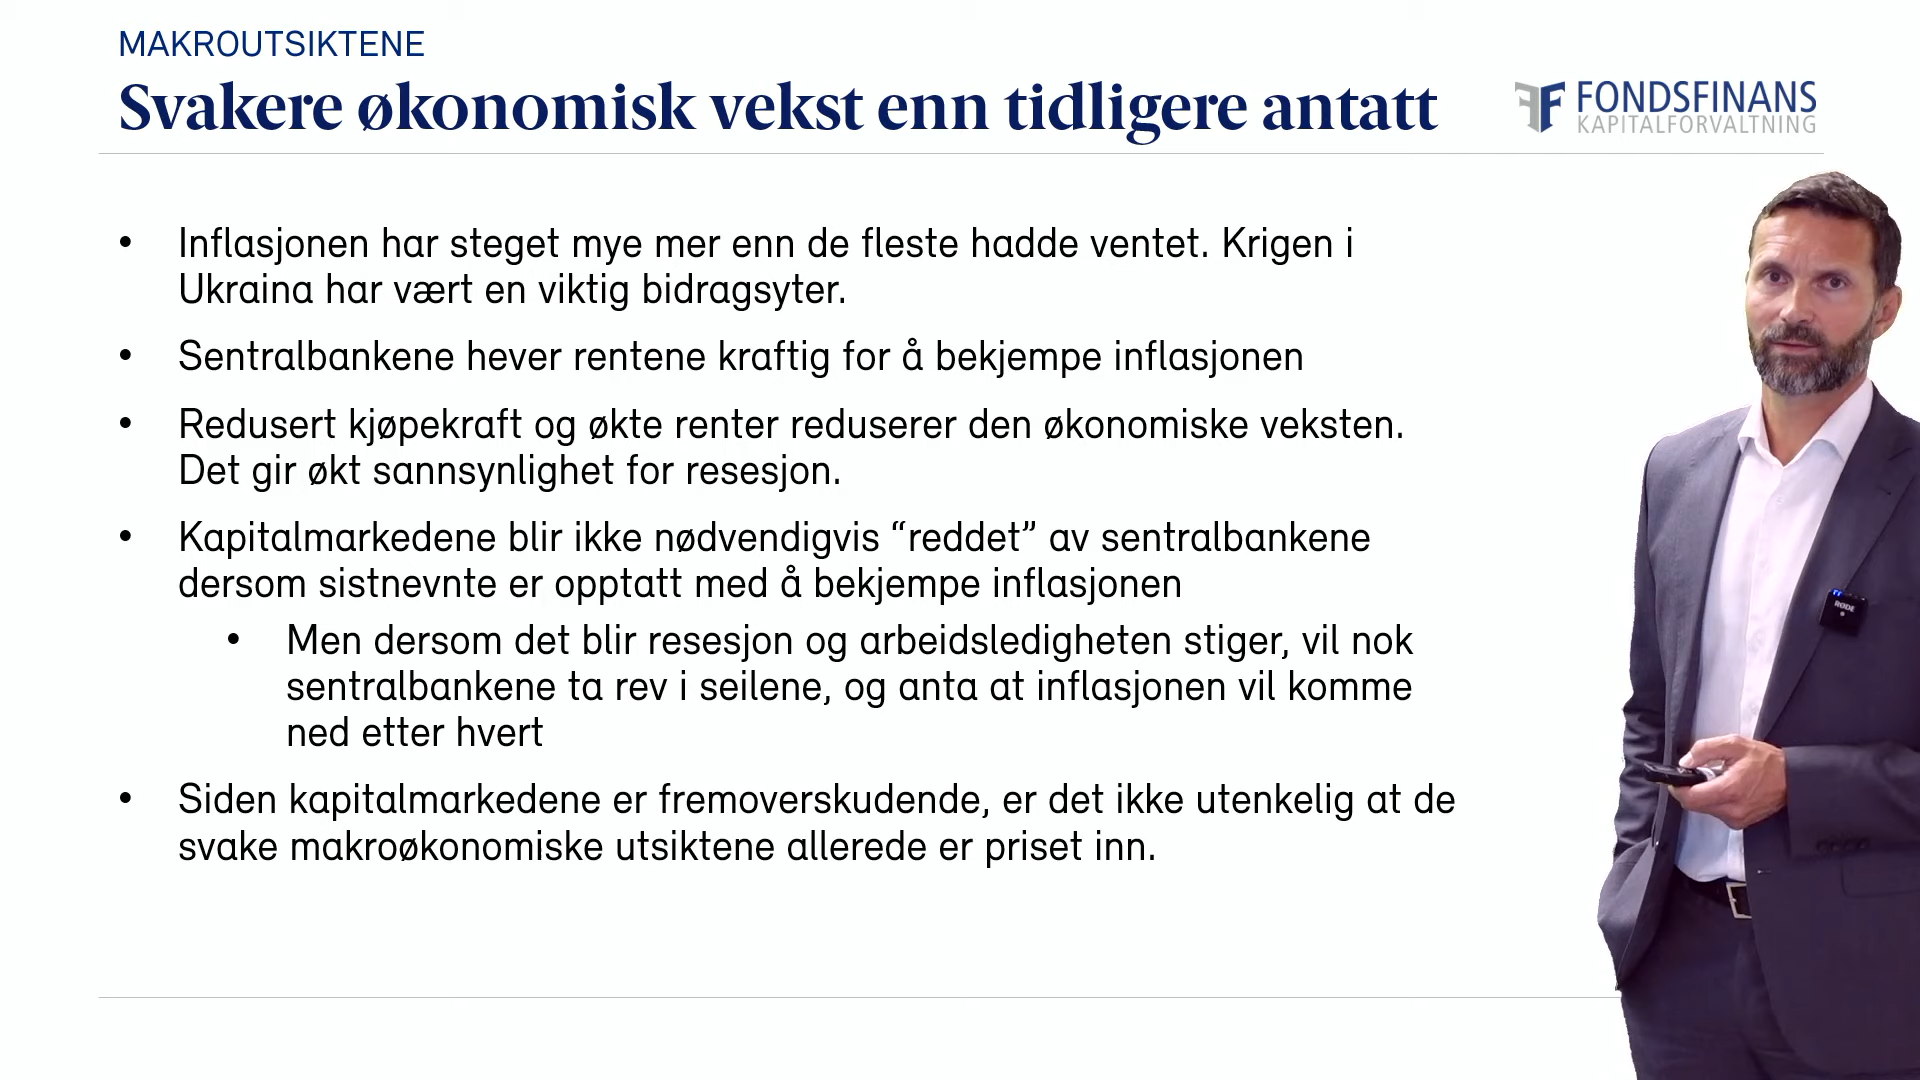 MAKROUTSIKTENE
Svakere økonomisk vekst enn tidligere antatt
FONDSFINANS
KAPITALFORVALTNING
• Inflasjonen har steget mye mer enn de fleste hadde ventet. Krigen i
Ukraina har vært en viktig bidragsyter.
• Sentralbankene hever rentene kraftig for å bekjempe inflasjonen
• Redusert kjøpekraft og økte renter reduserer den økonomiske veksten.
Det gir økt sannsynlighet for resesjon.
• Kapitalmarkedene blir ikke nødvendigvis “reddet” av sentralbankene
dersom sistnevnte er opptatt med å bekjempe inflasjonen
• Men dersom det blir resesjon og arbeidsledigheten stiger, vil nok
sentralbankene ta rev i seilene, og anta at inflasjonen vil komme
ned etter hvert
• Siden kapitalmarkedene er fremoverskudende, er det ikke utenkelig at de
svake makroøkonomiske utsiktene allerede er priset inn.
RØDE